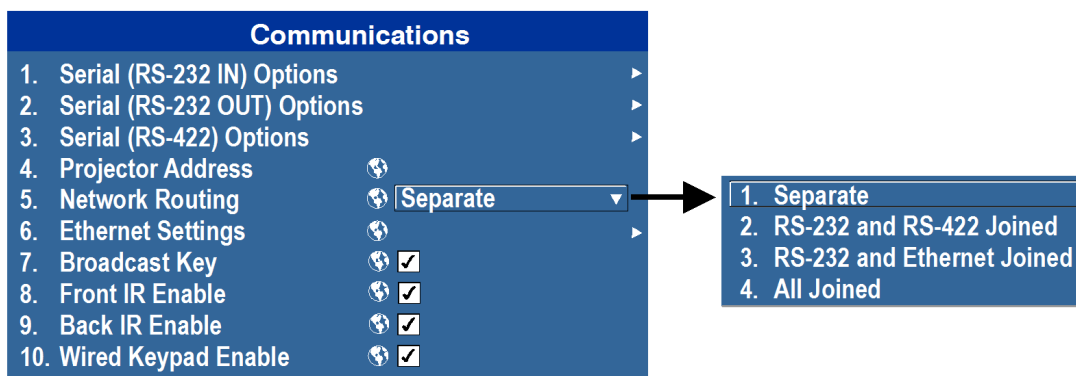 Communications
1. Serial (RS-232 IN) Options
2. Serial (RS-232 OUT) Options
3. Serial (RS-422) Options
4. Projector Address
5. Network Routing Separate
6. Ethernet Settings
7. Broadcast Key
8. Front IR Enable
9. Back IR Enable
10. Wired Keypad Enable
1. Separate
2. RS-232 and RS-422 Joined
3. RS-232 and Ethernet Joined
4. All Joined